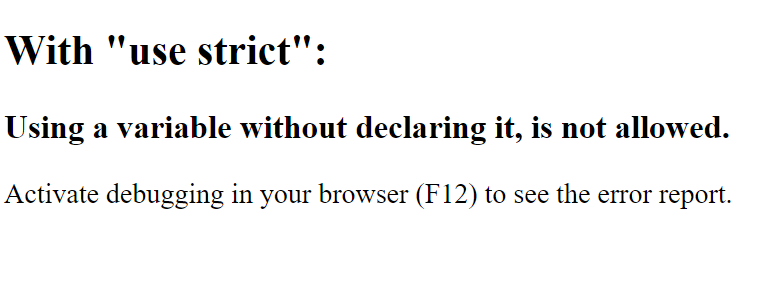 With "use strict":
Using a variable without declaring it, is not allowed.
Activate debugging in your browser (F12) to see the error report.